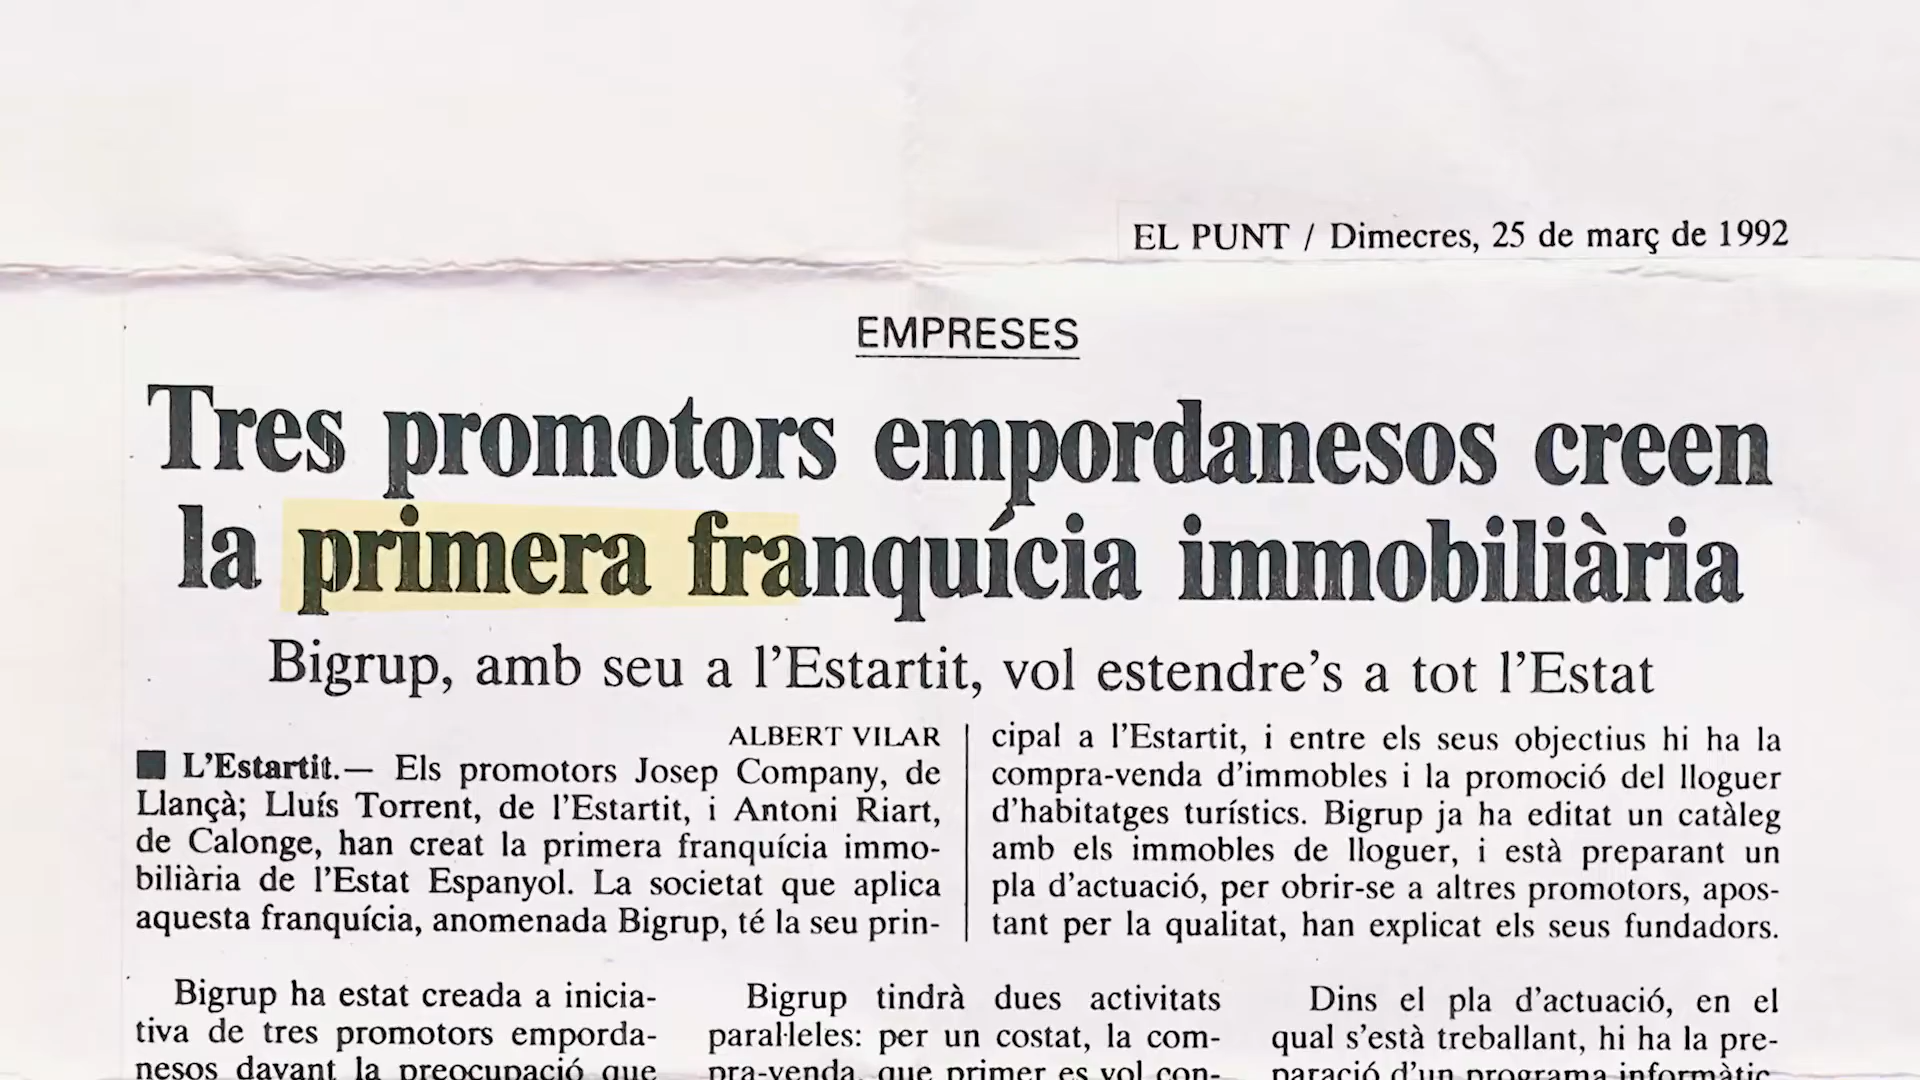 EL PUNT / Dimecres, 25 de març de 1992
EMPRESES
Tres promotors empordanesos creen
la primera franquícia immobiliària
Bigrup, amb seu a l'Estartit, vol estendre's a tot l'Estat
ALBERT VILAR
■ L'Estartit.— Els promotors Josep Company, de
Llançà; Lluís Torrent, de l'Estartit, i Antoni Riart,
de Calonge, han creat la primera franquícia immo-
biliària de l'Estat Espanyol. La societat que aplica
aquesta franquícia, anomenada Bigrup, té la seu prin-
cipal a l'Estartit, i entre els seus objectius hi ha la
compra-venda d'immobles i la promoció del lloguer
d'habitatges turístics. Bigrup ja ha editat un catàleg
amb els immobles de lloguer, i està preparant un
pla d'actuació, per obrir-se a altres promotors, apos-
tant per la qualitat, han explicat els seus fundadors.
Bigrup ha estat creada a inicia-
tiva de tres promotors emporda-
nesos davant la preocupació que
Bigrup tindrà dues activitats
paral·leles: per un costat, la com-
pra-venda, que primer es vol con-
Dins el pla d'actuació, en el
qual s'està treballant, hi ha la pre-
paració d'un programa informàtic